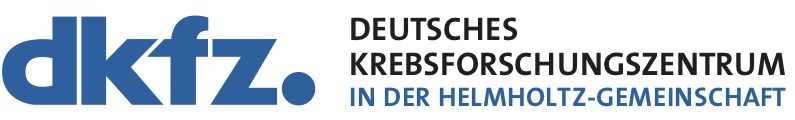 dkfz.
DEUTSCHES
KREBSFORSCHUNGSZENTRUM
IN DER HELMHOLTZ-GEMEINSCHAFT